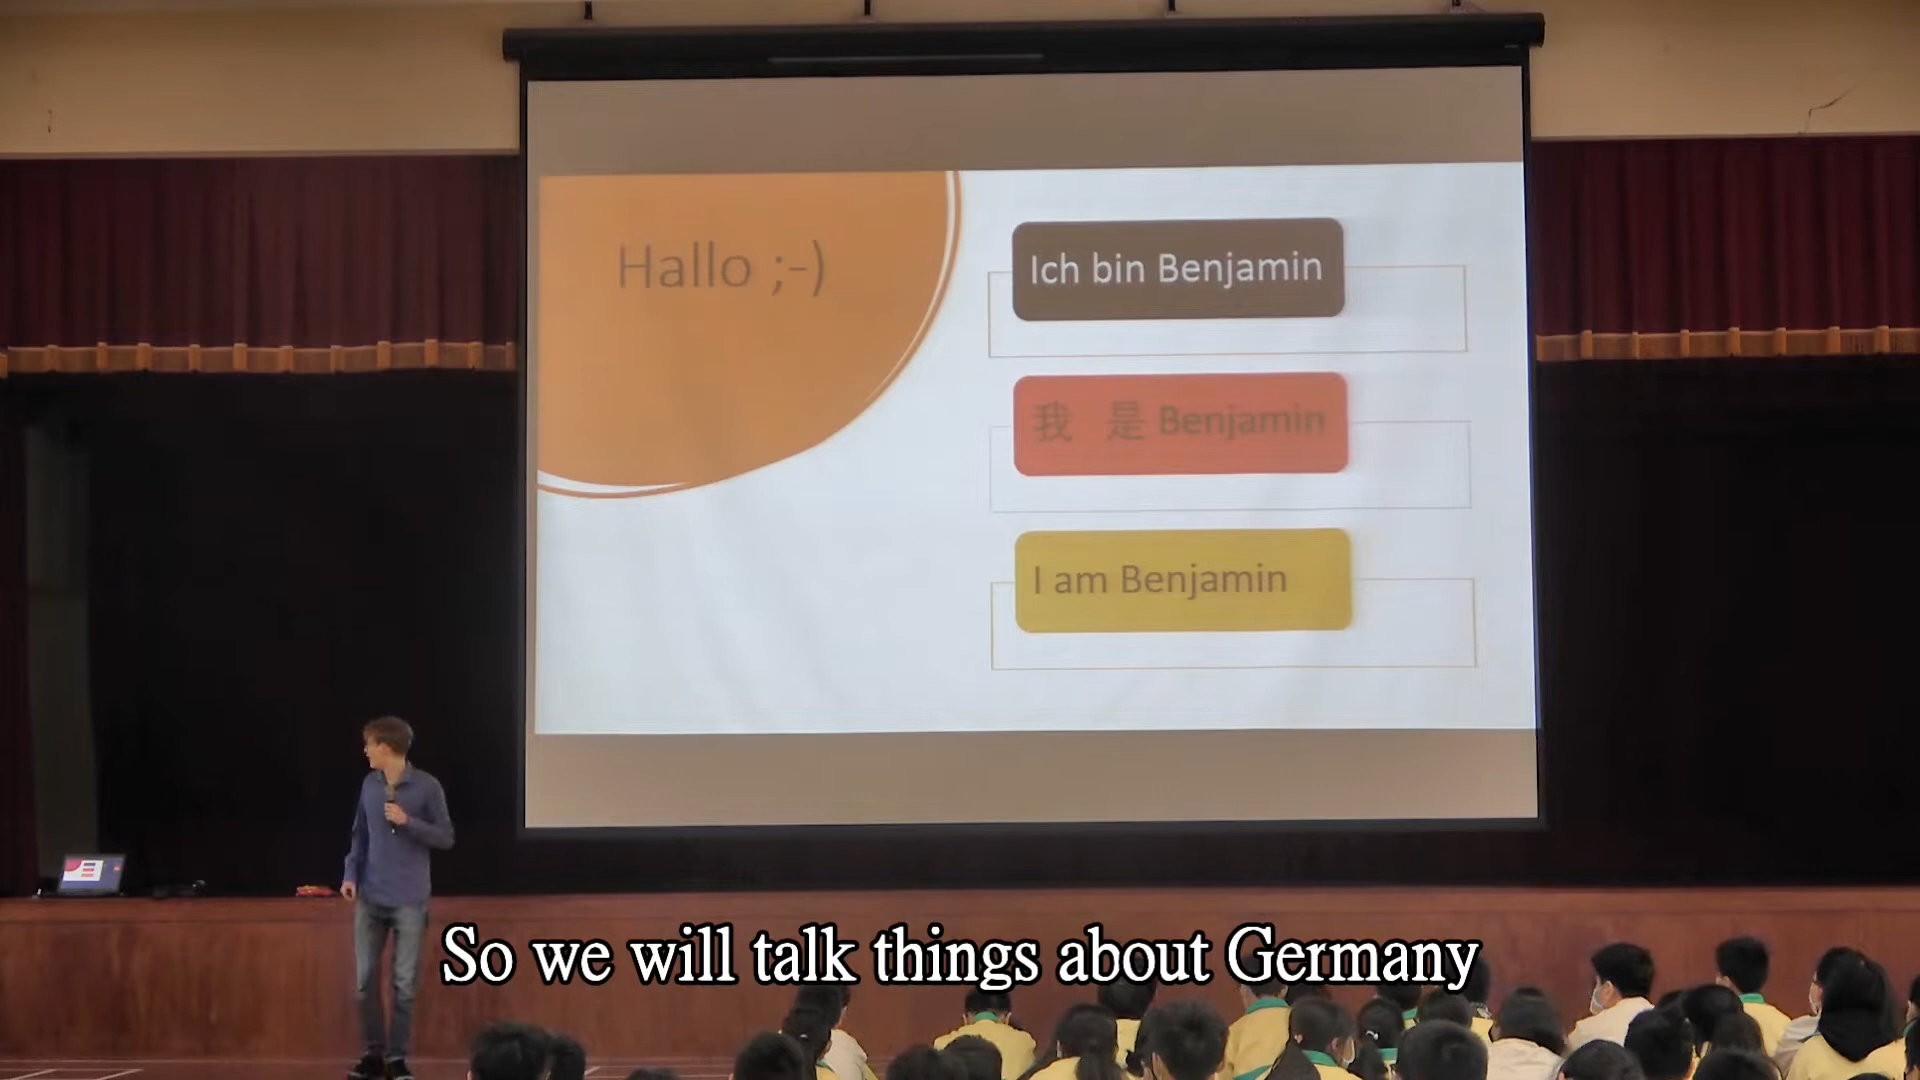 Hallo ;-)
Ich bin Benjamin
我 是 Benjamin
I am Benjamin
So we will talk things about Germany